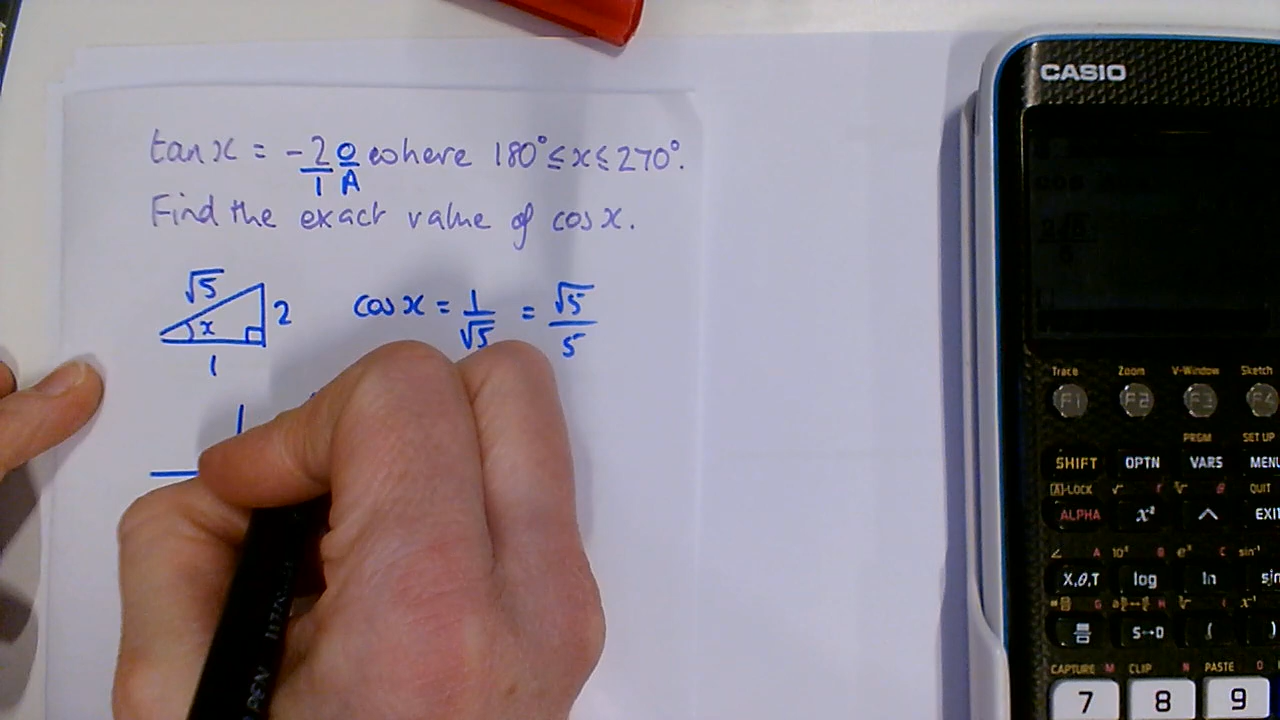 CASIO
tan x = -2/1 O/A where 180° ≤ x ≤ 270°.
Find the exact value of cos x.
√5 2 x 1
cos x = 1/√5 = √5/5
Trace Zoom V-Window Sketch
F1 F2 F3 F4
PRGM SET UP
SHIFT OPTN VARS MENU
A-LOCK √ r θ QUIT
ALPHA x² ^ EXIT
∠ A 10ˣ B eˣ C sin⁻¹
X,θ,T log ln sin
x⁻¹
S↔D ( )
CAPTURE M CLIP N PASTE O
7 8 9